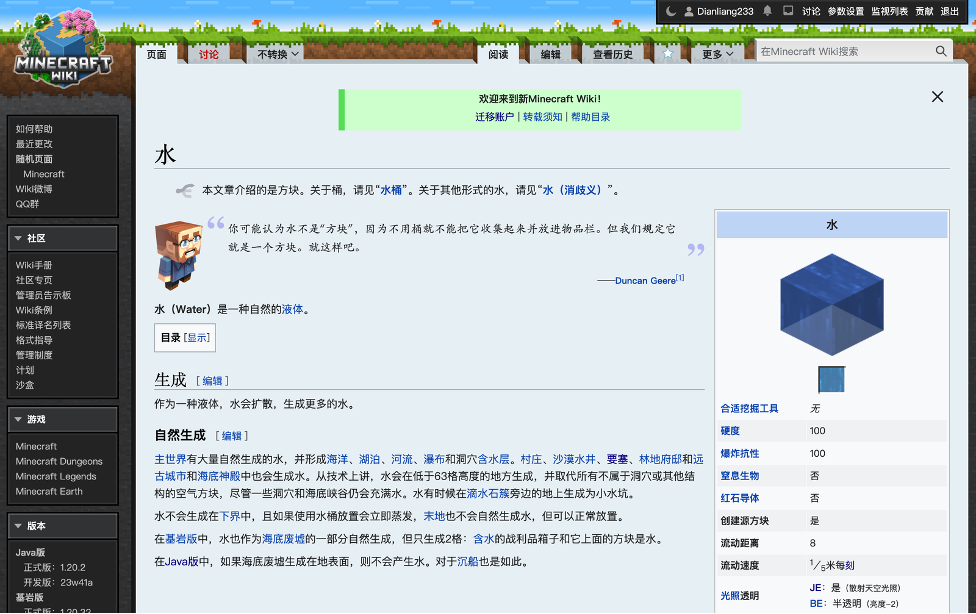 Dianliang233 讨论 参数设置 监视列表 贡献 退出
MINECRAFT
WIKI
页面 讨论 不转换 阅读 编辑 查看历史 更多 在Minecraft Wiki搜索
如何帮助
最近更改
随机页面
Minecraft
Wiki微博
QQ群
社区
Wiki手册
社区专页
管理员告示板
Wiki条例
标准译名列表
格式指导
管理制度
计划
沙盒
游戏
Minecraft
Minecraft Dungeons
Minecraft Legends
Minecraft Earth
版本
Java版
正式版：1.20.2
开发版：23w41a
基岩版
正式版：1.20.32
欢迎来到新Minecraft Wiki！
迁移账户 | 转载须知 | 帮助目录
水
本文章介绍的是方块。关于桶，请见“水桶”。关于其他形式的水，请见“水（消歧义）”。
“你可能认为水不是“方块”，因为不用桶就不能把它收集起来并放进物品栏。但我们规定它
就是一个方块。就这样吧。”
——Duncan Geere[1]
水（Water）是一种自然的液体。
目录 [显示]
生成 [ 编辑 ]
作为一种液体，水会扩散，生成更多的水。
自然生成 [ 编辑 ]
主世界有大量自然生成的水，并形成海洋、湖泊、河流、瀑布和洞穴含水层。村庄、沙漠水井、要塞、林地府邸和远
古城市和海底神殿中也会生成水。从技术上讲，水会在低于63格高度的地方生成，并取代所有不属于洞穴或其他结
构的空气方块，尽管一些洞穴和海底峡谷仍会充满水。水有时候在滴水石簇旁边的地上生成为小水坑。
水不会生成在下界中，且如果使用水桶放置会立即蒸发，末地也不会自然生成水，但可以正常放置。
在基岩版中，水也作为海底废墟的一部分自然生成，但只生成2格：含水的战利品箱子和它上面的方块是水。
在Java版中，如果海底废墟生成在地表面，则不会产生水。对于沉船也是如此。
水
合适挖掘工具 无
硬度 100
爆炸抗性 100
窒息生物 否
红石导体 否
创建源方块 是
流动距离 8
流动速度 1/5米每刻
光照透明 JE：是（散射天空光照）
BE：半透明（亮度-2）